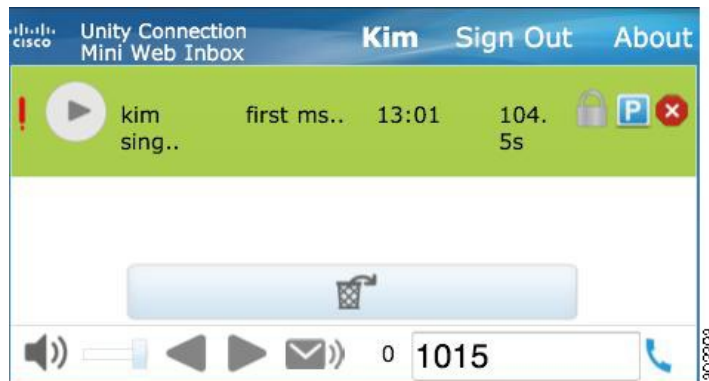 cisco
Unity Connection
Mini Web Inbox
Kim Sign Out About
! kim sing.. first ms.. 13:01 104. 5s P
0 1015